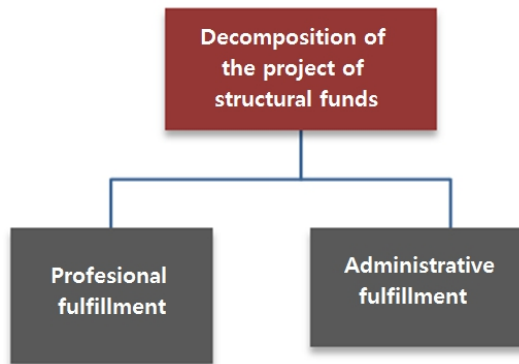 Decomposition of
the project of
structural funds
Profesional
fulfillment
Administrative
fulfillment